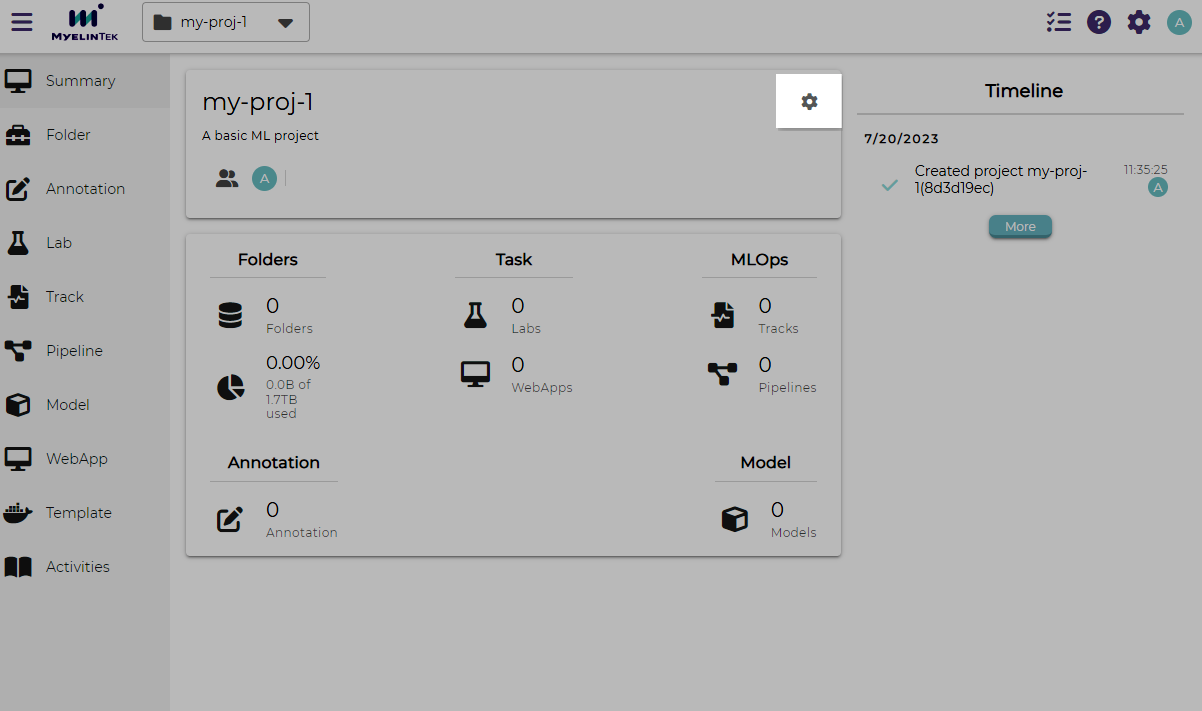 MYELINTEK
my-proj-1
A
Summary
Folder
Annotation
Lab
Track
Pipeline
Model
WebApp
Template
Activities
my-proj-1
A basic ML project
A
Folders
0
Folders
0.00%
0.0B of
1.7TB
used
Task
0
Labs
0
WebApps
MLOps
0
Tracks
0
Pipelines
Annotation
0
Annotation
Model
0
Models
Timeline
7/20/2023
Created project my-proj-
1(8d3d19ec)
11:35:25
A
More